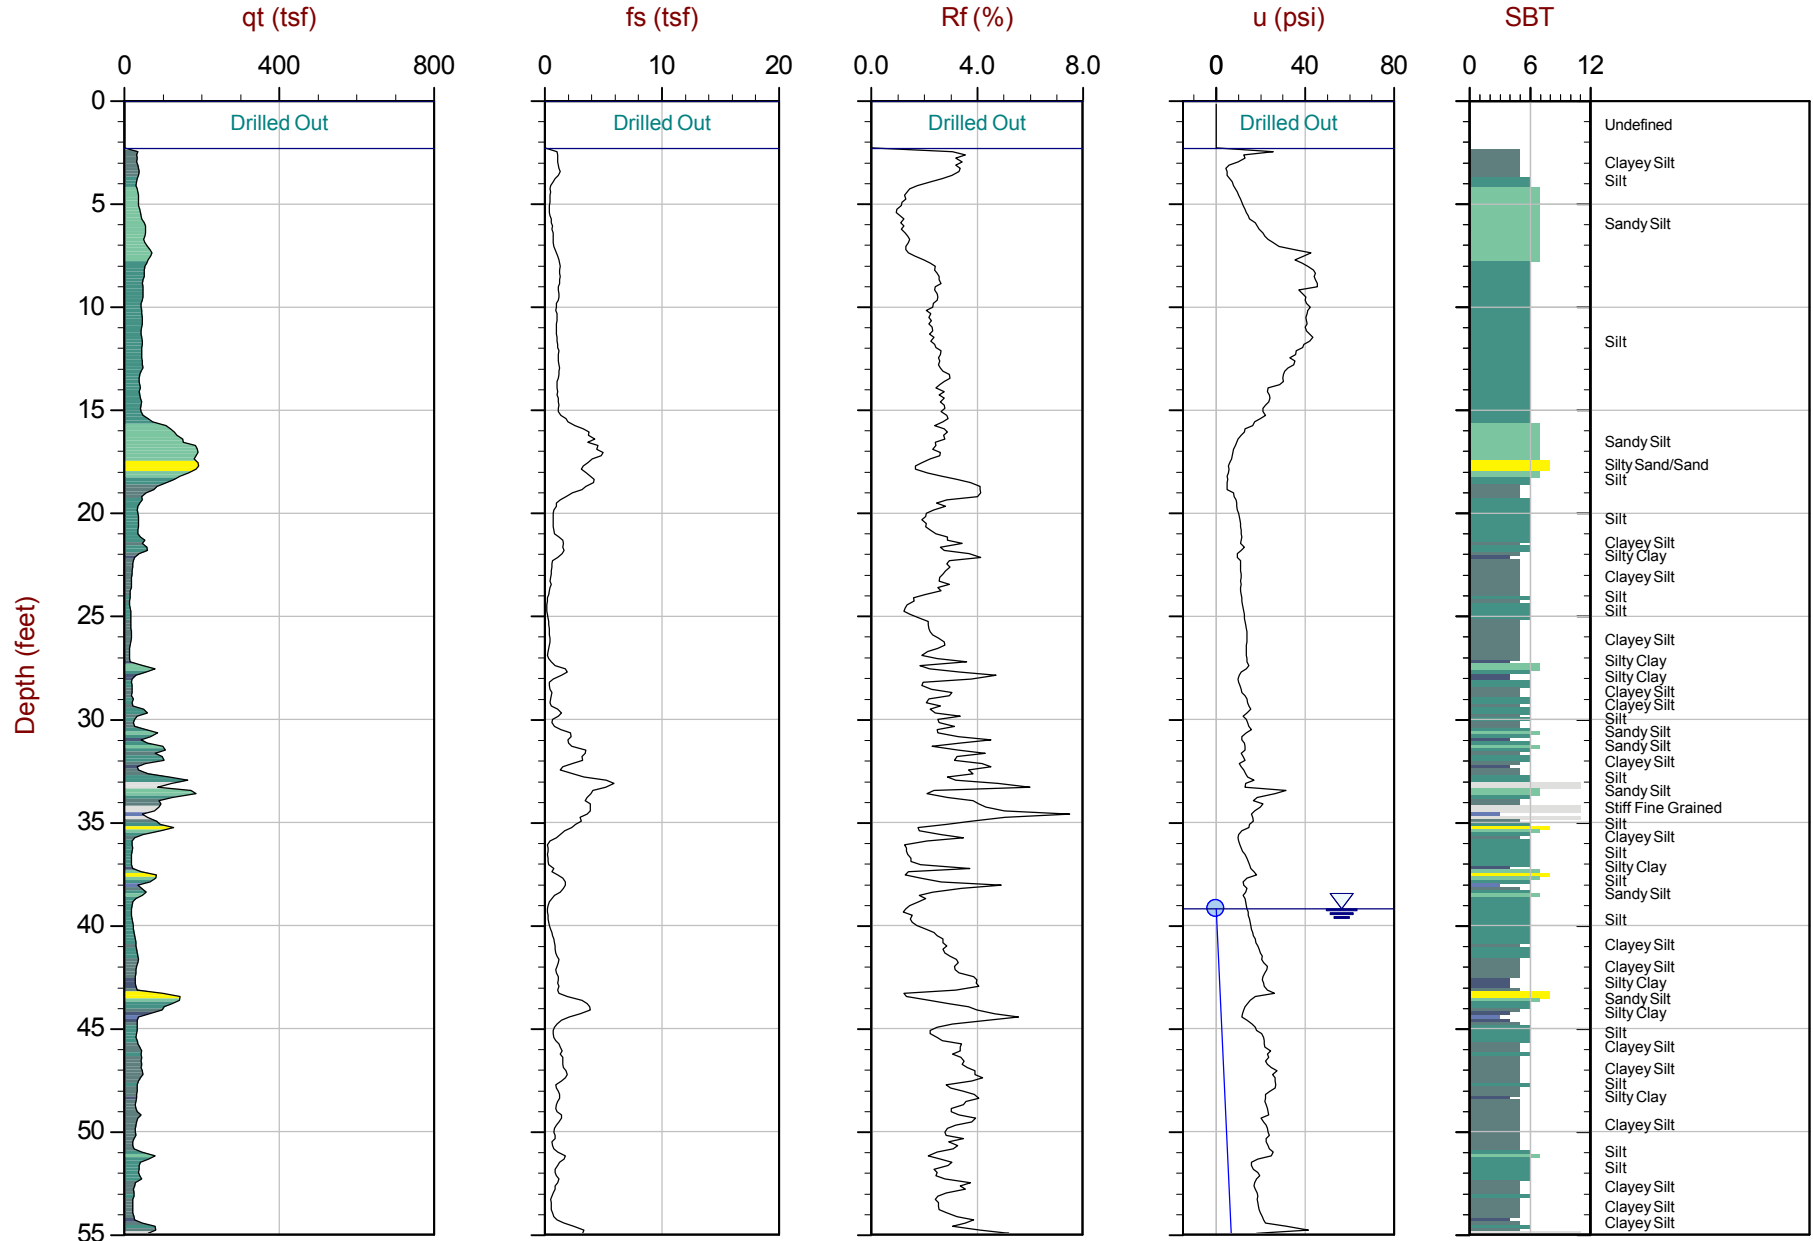 qt (tsf) fs (tsf) Rf (%) u (psi) SBT
0 400 800 0 10 20 0.0 4.0 8.0 0 40 80 0 6 12
Depth (feet)
0
5
10
15
20
25
30
35
40
45
50
55
Drilled Out Drilled Out Drilled Out Drilled Out
Undefined
Clayey Silt
Silt
Sandy Silt
Silt
Sandy Silt
Silty Sand/Sand
Silt
Silt
Clayey Silt
Silty Clay
Clayey Silt
Silt
Silt
Clayey Silt
Silty Clay
Silty Clay
Clayey Silt
Clayey Silt
Silt
Sandy Silt
Sandy Silt
Clayey Silt
Silt
Sandy Silt
Stiff Fine Grained
Silt
Clayey Silt
Silt
Silty Clay
Silt
Sandy Silt
Silt
Clayey Silt
Clayey Silt
Silty Clay
Sandy Silt
Silty Clay
Silt
Clayey Silt
Clayey Silt
Silt
Silty Clay
Clayey Silt
Silt
Silt
Clayey Silt
Clayey Silt
Clayey Silt